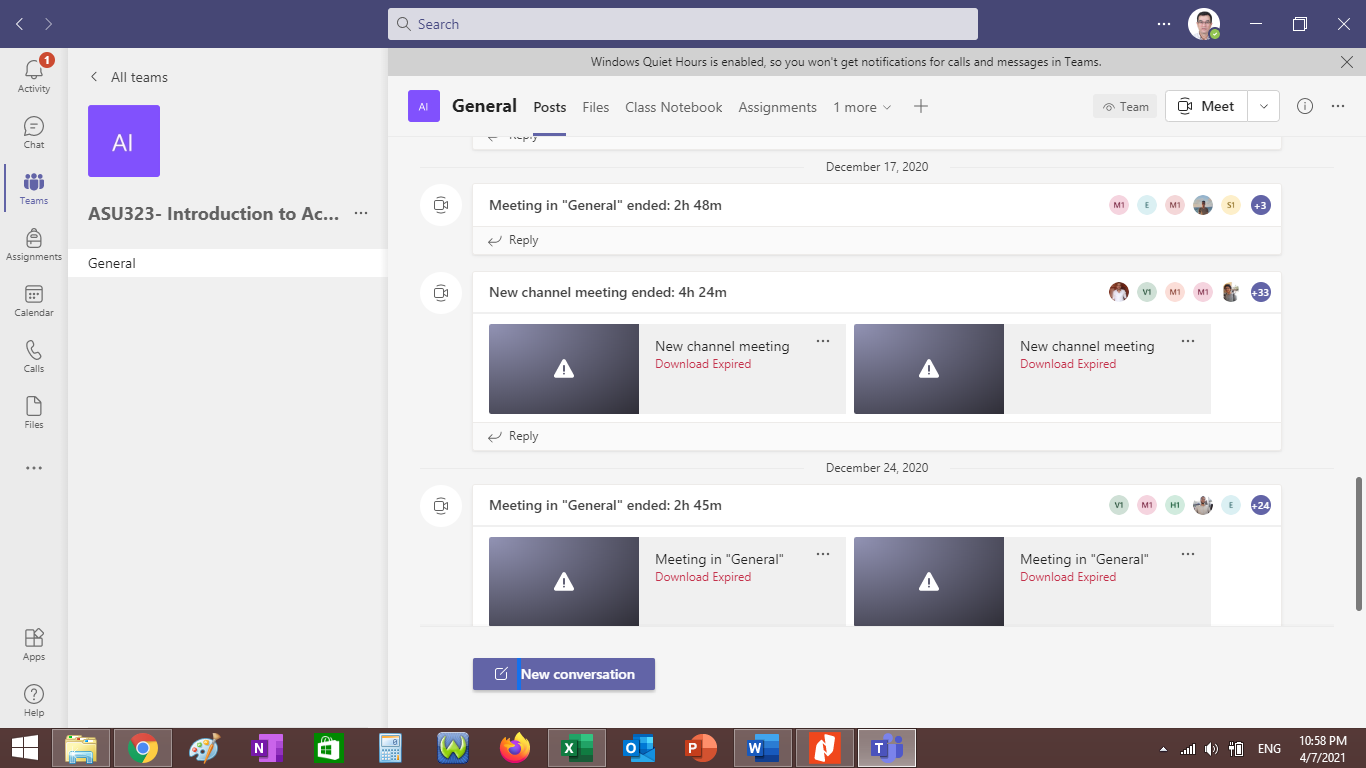 Search
Windows Quiet Hours is enabled, so you won't get notifications for calls and messages in Teams.
1
Activity
Chat
Teams
Assignments
Calendar
Calls
Files
Apps
Help
All teams
AI
ASU323- Introduction to Ac...
General
AI
General
Posts
Files
Class Notebook
Assignments
1 more
Team
Meet
Reply
December 17, 2020
Meeting in "General" ended: 2h 48m
M1
E
M1
S1
+3
Reply
New channel meeting ended: 4h 24m
V1
M1
M1
+33
New channel meeting
Download Expired
New channel meeting
Download Expired
Reply
December 24, 2020
Meeting in "General" ended: 2h 45m
V1
M1
H1
E
+24
Meeting in "General"
Download Expired
Meeting in "General"
Download Expired
New conversation
ENG
10:58 PM
4/7/2021